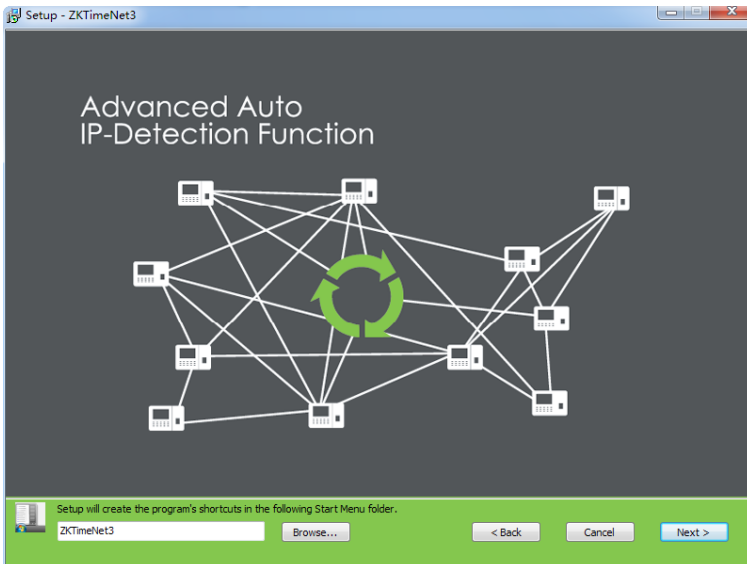 Setup - ZKTimeNet3
Advanced Auto
IP-Detection Function
Setup will create the program's shortcuts in the following Start Menu folder.
ZKTimeNet3
Browse...
< Back
Cancel
Next >